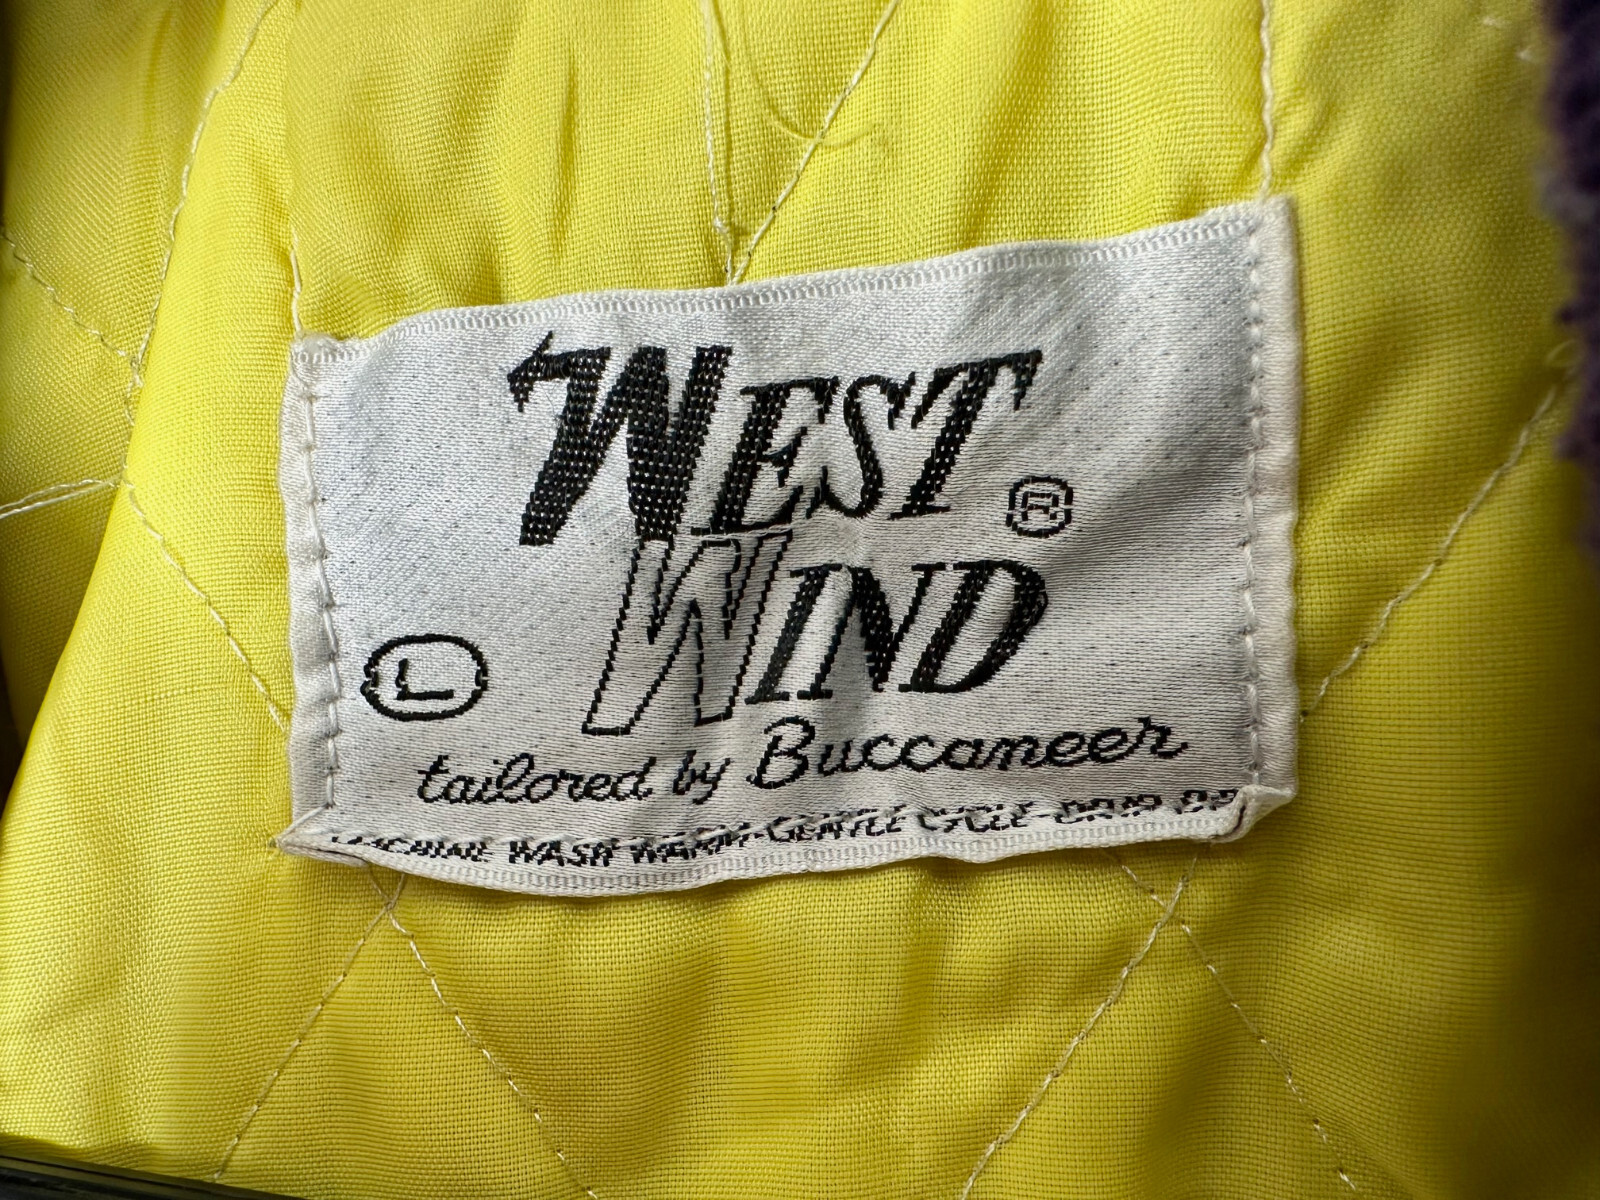 WEST
WIND ®
L
tailored by Buccaneer
MACHINE WASH WARM-GENTLE CYCLE-DRIP DRY